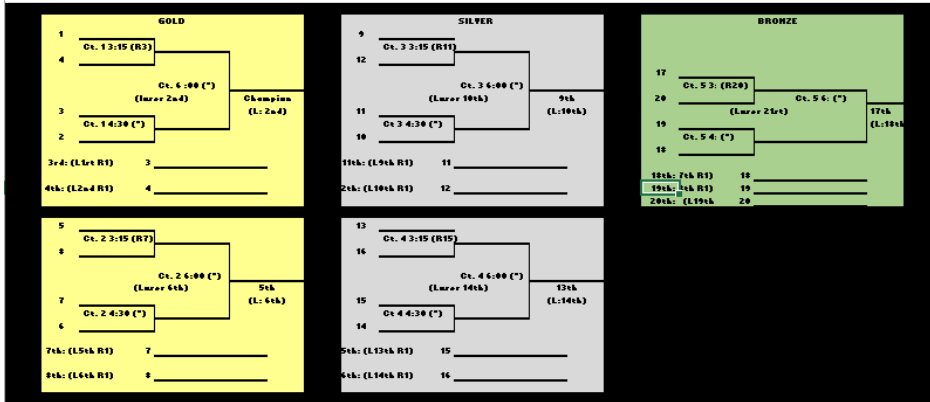 GOLD
1
Ct. 1 3:15 (R3)
4
Ct. 6 :00 (")
(loser 2nd)
Champion
(L: 2nd)
3
Ct. 1 4:30 (")
2
3rd: (L1st R1) 3
4th: (L2nd R1) 4
SILVER
9
Ct. 3 3:15 (R11)
12
Ct. 3 6:00 (")
(Loser 10th)
9th
(L:10th)
11
Ct 3 4:30 (")
10
11th: (L9th R1) 11
2th: (L10th R1) 12
BRONZE
17
Ct. 5 3: (R20)
20
Ct. 5 6: (")
(Loser 21st)
17th
(L:18th
19
Ct. 5 4: (")
18
18th: 7th R1) 18
19th: th R1) 19
20th: (L19th 20
5
Ct. 2 3:15 (R7)
8
Ct. 2 6:00 (")
(Loser 6th)
5th
(L: 6th)
7
Ct. 2 4:30 (")
6
7th: (L5th R1) 7
8th: (L6th R1) 8
13
Ct. 4 3:15 (R15)
16
Ct. 4 6:00 (")
(Loser 14th)
13th
(L:14th)
15
Ct 4 4:30 (")
14
5th: (L13th R1) 15
6th: (L14th R1) 16